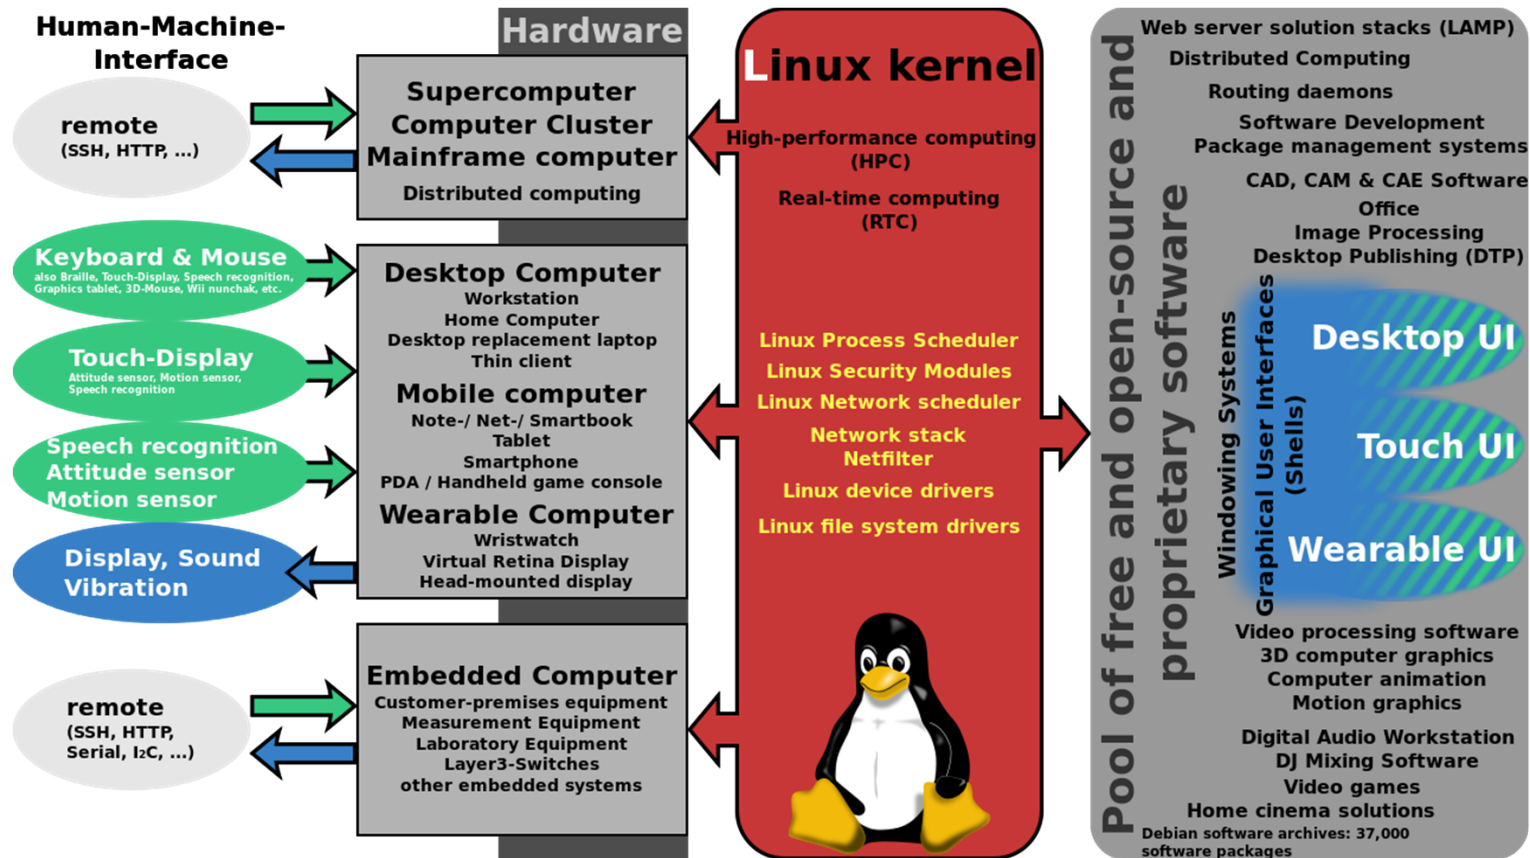 Human-Machine-
Interface
remote
(SSH, HTTP, ...)
Keyboard & Mouse
also Braille, Touch-Display, Speech recognition,
Graphics tablet, 3D-Mouse, Wii nunchak, etc.
Touch-Display
Attitude sensor, Motion sensor,
Speech recognition
Speech recognition
Attitude sensor
Motion sensor
Display, Sound
Vibration
remote
(SSH, HTTP,
Serial, I₂C, ...)
Hardware
Supercomputer
Computer Cluster
Mainframe computer
Distributed computing
Desktop Computer
Workstation
Home Computer
Desktop replacement laptop
Thin client
Mobile computer
Note-/ Net-/ Smartbook
Tablet
Smartphone
PDA / Handheld game console
Wearable Computer
Wristwatch
Virtual Retina Display
Head-mounted display
Embedded Computer
Customer-premises equipment
Measurement Equipment
Laboratory Equipment
Layer3-Switches
other embedded systems
Linux kernel
High-performance computing
(HPC)
Real-time computing
(RTC)
Linux Process Scheduler
Linux Security Modules
Linux Network scheduler
Network stack
Netfilter
Linux device drivers
Linux file system drivers
Pool of free and open-source and
proprietary software
Web server solution stacks (LAMP)
Distributed Computing
Routing daemons
Software Development
Package management systems
CAD, CAM & CAE Software
Office
Image Processing
Desktop Publishing (DTP)
Windowing Systems
Graphical User Interfaces
(Shells)
Desktop UI
Touch UI
Wearable UI
Video processing software
3D computer graphics
Computer animation
Motion graphics
Digital Audio Workstation
DJ Mixing Software
Video games
Home cinema solutions
Debian software archives: 37,000
software packages